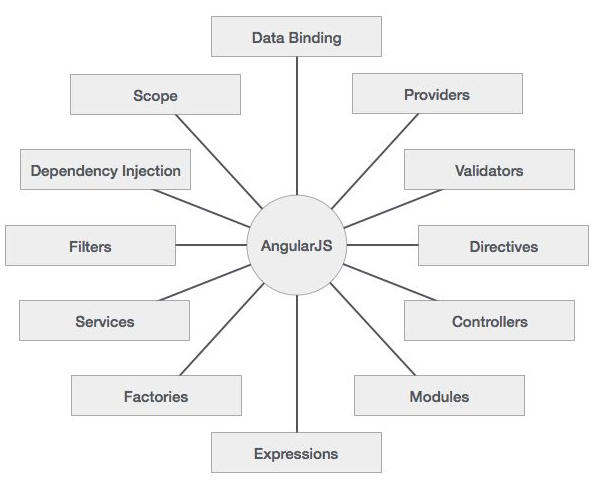 Data Binding
Scope
Providers
Dependency Injection
Validators
Filters
AngularJS
Directives
Services
Controllers
Factories
Modules
Expressions